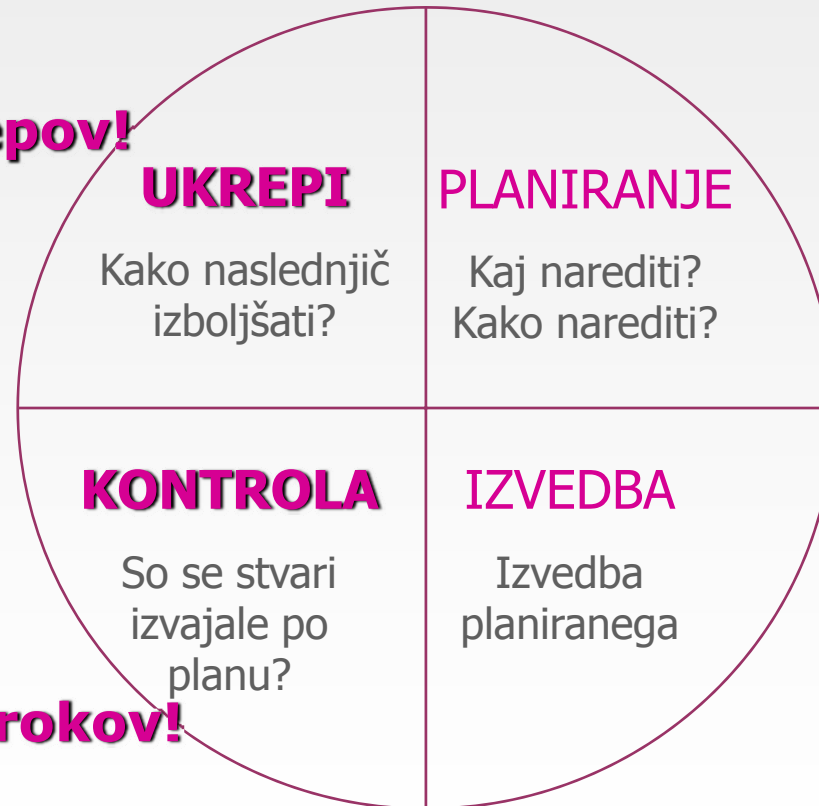 epov!
UKREPI
Kako naslednjič
izboljšati?
PLANIRANJE
Kaj narediti?
Kako narediti?
KONTROLA
So se stvari
izvajale po
planu?
rokov!
IZVEDBA
Izvedba
planiranega